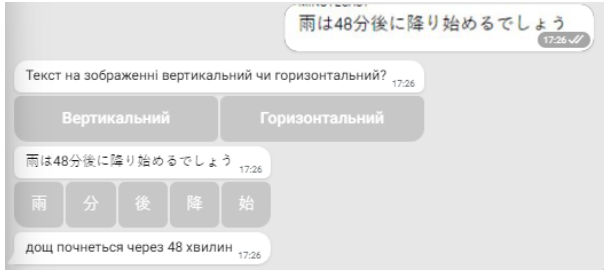 雨は48分後に降り始めるでしょう
17:26
Текст на зображенні вертикальний чи горизонтальний? 17:26
Вертикальний Горизонтальний
雨は48分後に降り始めるでしょう 17:26
雨 分 後 降 始
дощ почнеться через 48 хвилин 17:26